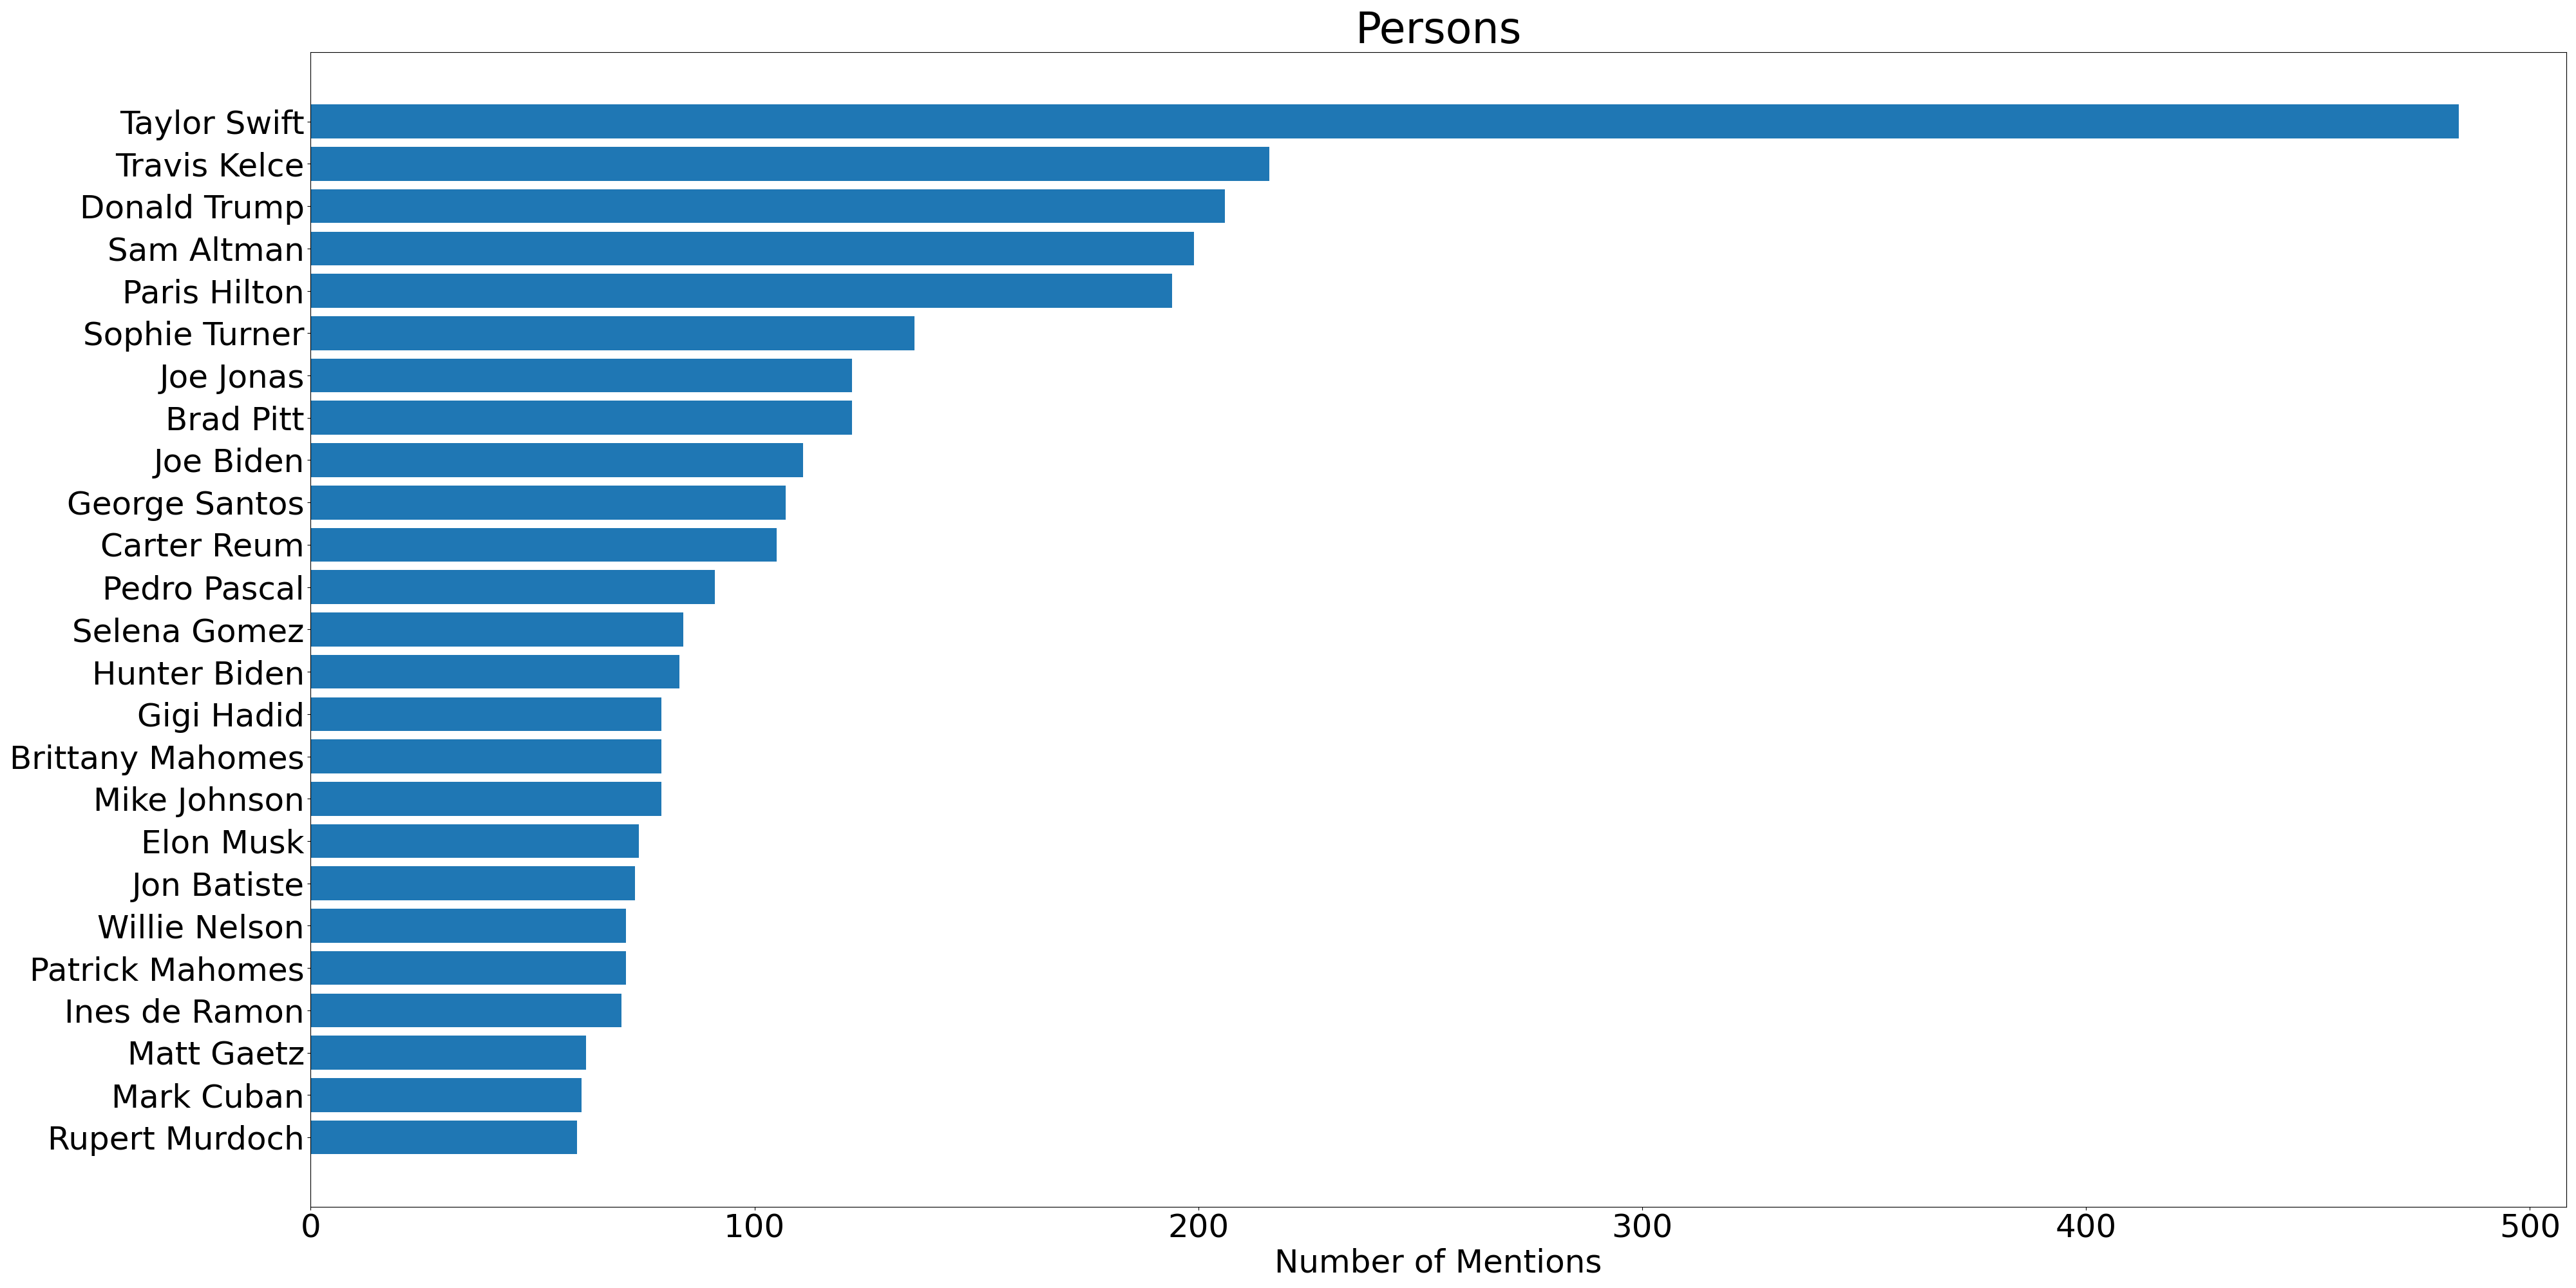 Persons
Taylor Swift
Travis Kelce
Donald Trump
Sam Altman
Paris Hilton
Sophie Turner
Joe Jonas
Brad Pitt
Joe Biden
George Santos
Carter Reum
Pedro Pascal
Selena Gomez
Hunter Biden
Gigi Hadid
Brittany Mahomes
Mike Johnson
Elon Musk
Jon Batiste
Willie Nelson
Patrick Mahomes
Ines de Ramon
Matt Gaetz
Mark Cuban
Rupert Murdoch
0 100 200 300 400 500
Number of Mentions